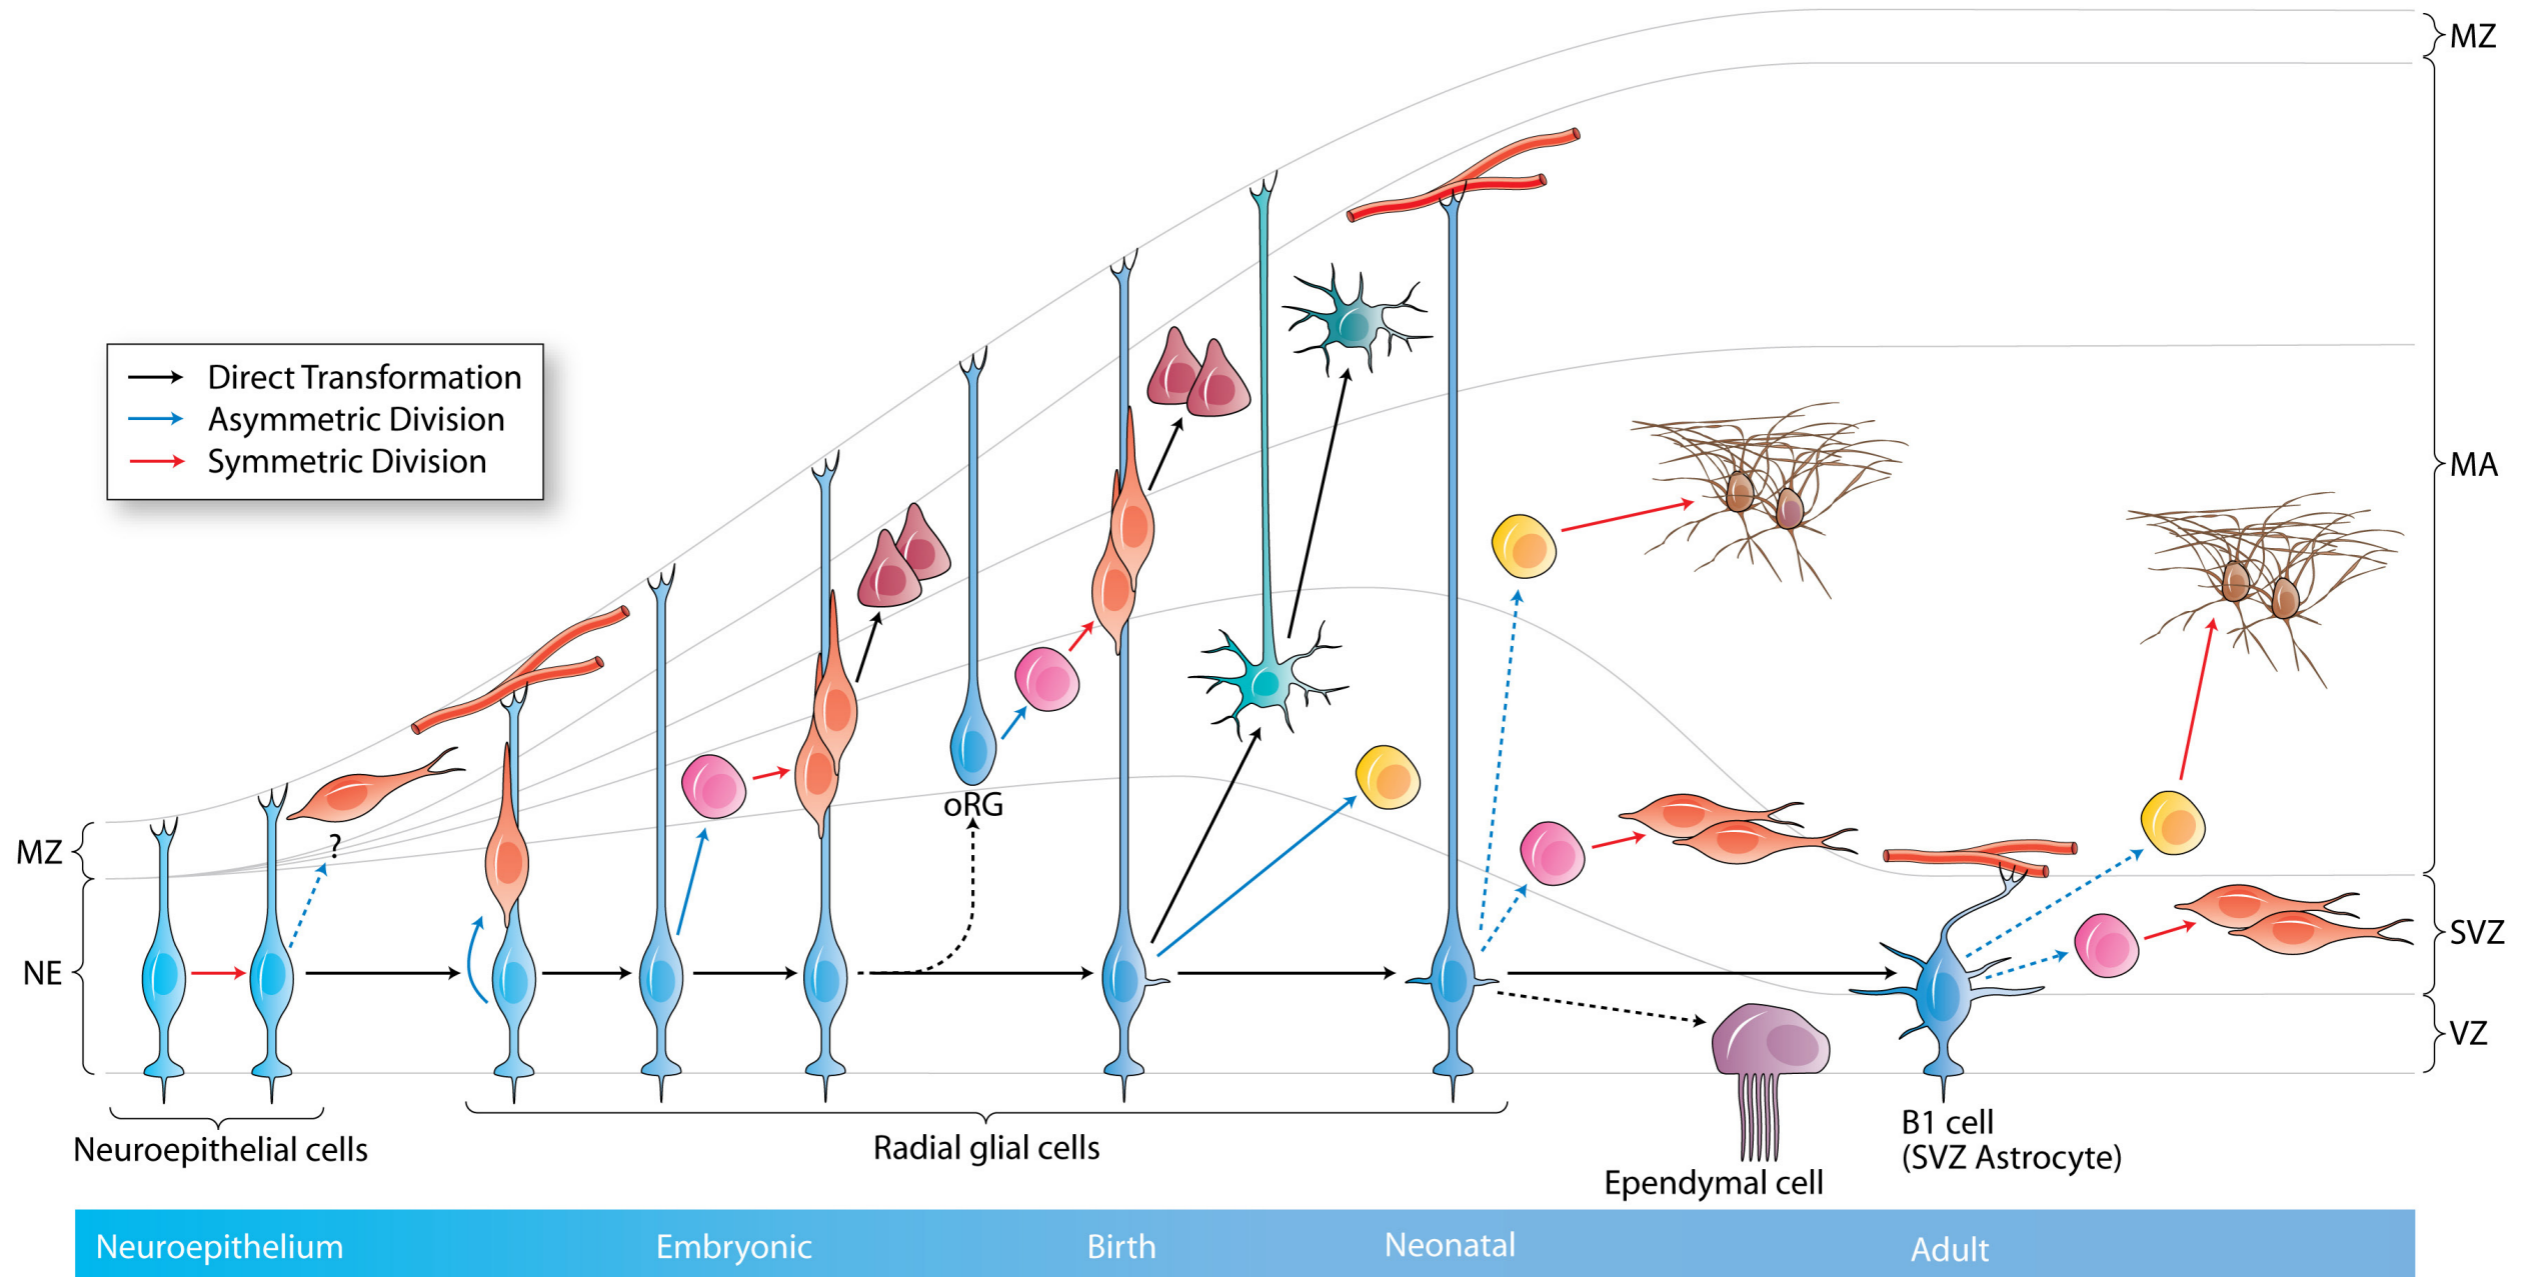 MZ
MA
Direct Transformation
Asymmetric Division
Symmetric Division
oRG
?
MZ
NE
SVZ
VZ
Neuroepithelial cells
Radial glial cells
Ependymal cell
B1 cell
(SVZ Astrocyte)
Neuroepithelium
Embryonic
Birth
Neonatal
Adult